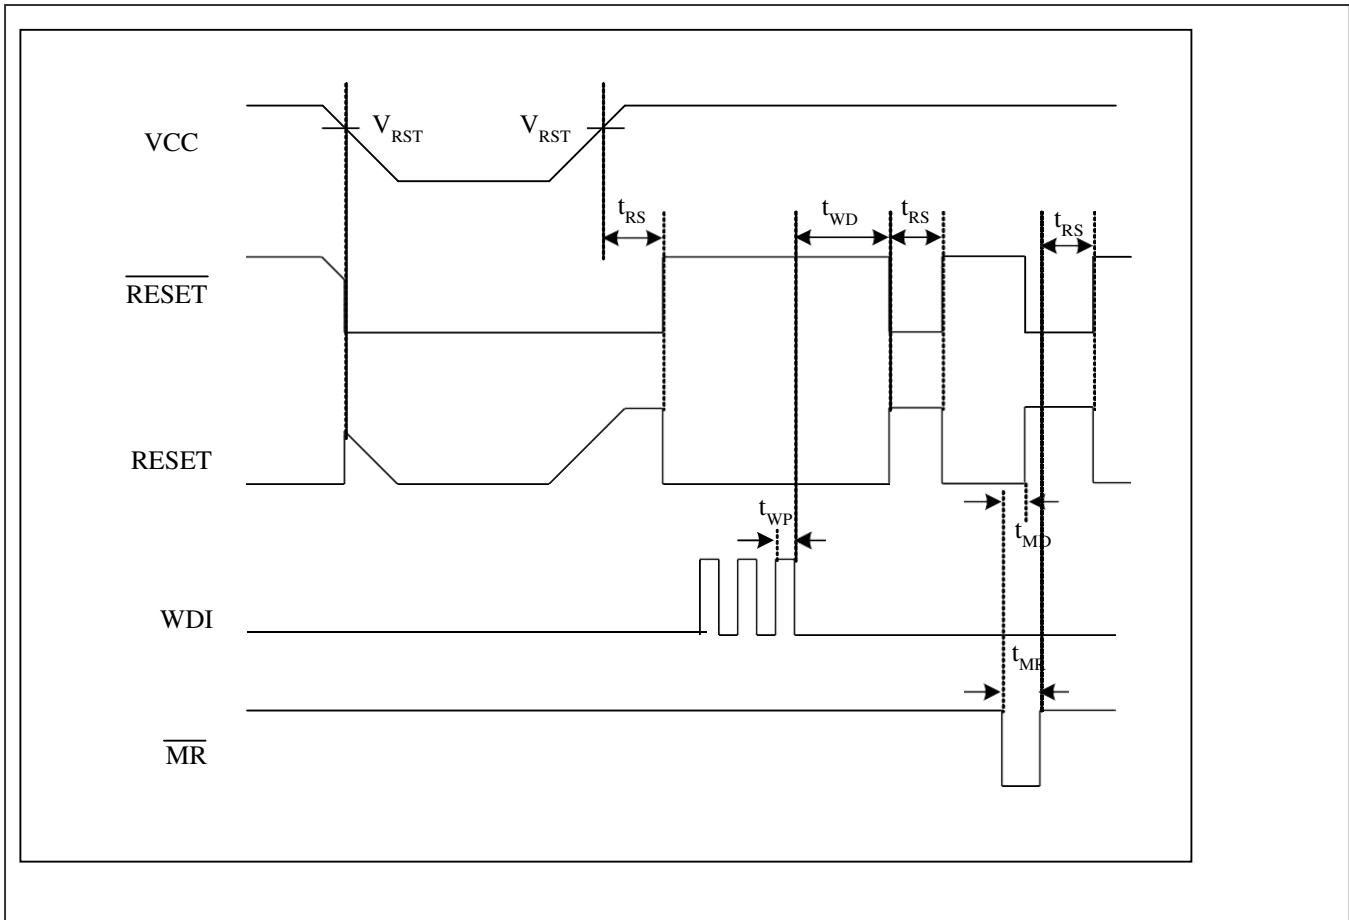 VCC
V_RST
V_RST
t_RS
t_WD
t_RS
t_RS
RESET
RESET
t_WP
t_MD
WDI
t_MR
MR